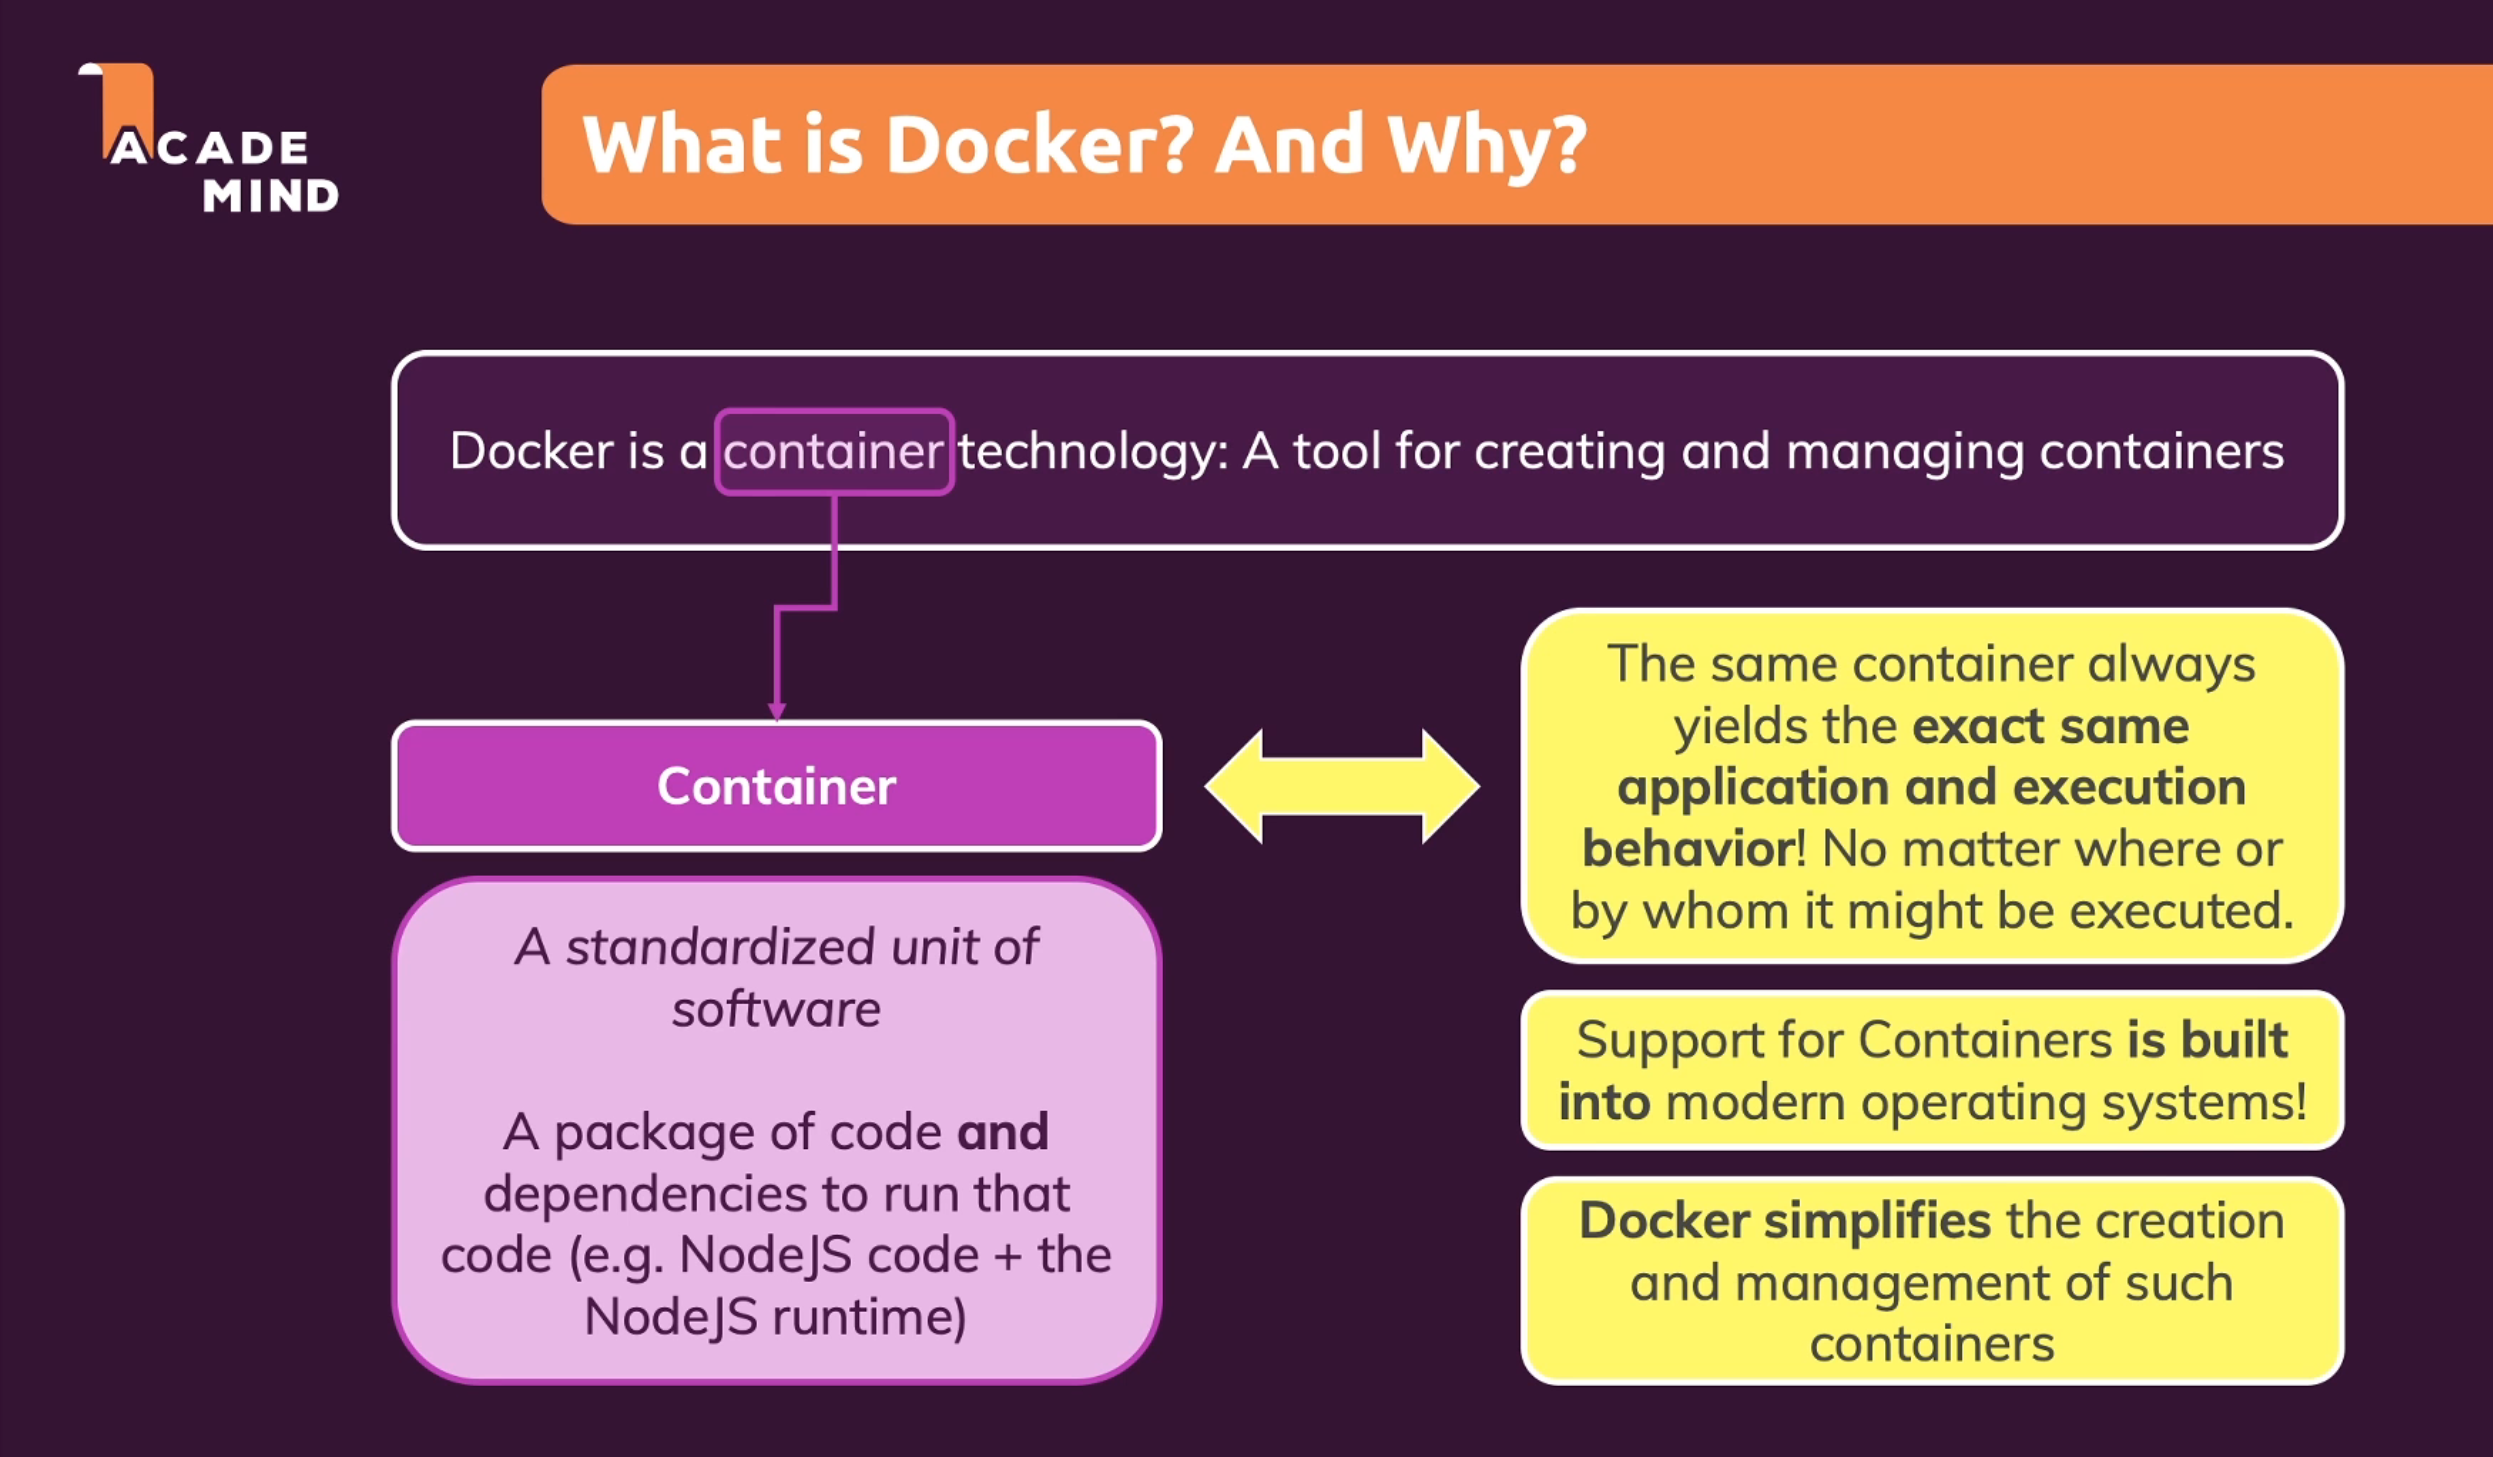 ACADE
MIND
What is Docker? And Why?
Docker is a container technology: A tool for creating and managing containers
Container
A standardized unit of
software
A package of code and
dependencies to run that
code (e.g. NodeJS code + the
NodeJS runtime)
The same container always
yields the exact same
application and execution
behavior! No matter where or
by whom it might be executed.
Support for Containers is built
into modern operating systems!
Docker simplifies the creation
and management of such
containers